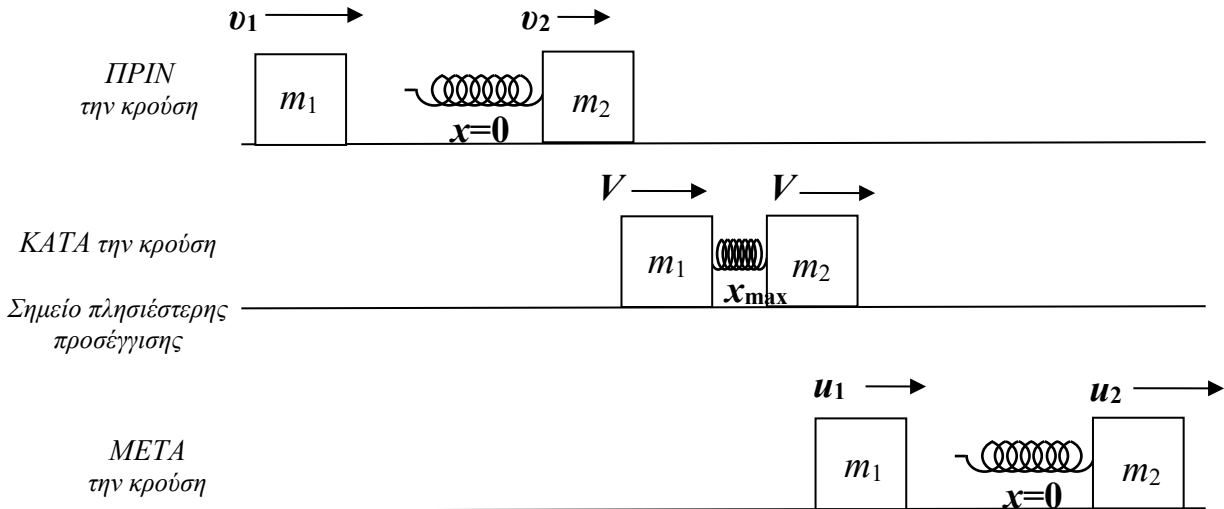 υ1 υ2
ΠΡΙΝ
την κρούση
m1 m2
x=0
V V
ΚΑΤΑ την κρούση
m1 m2
xmax
Σημείο πλησιέστερης
προσέγγισης
u1 u2
ΜΕΤΑ
την κρούση
m1 m2
x=0